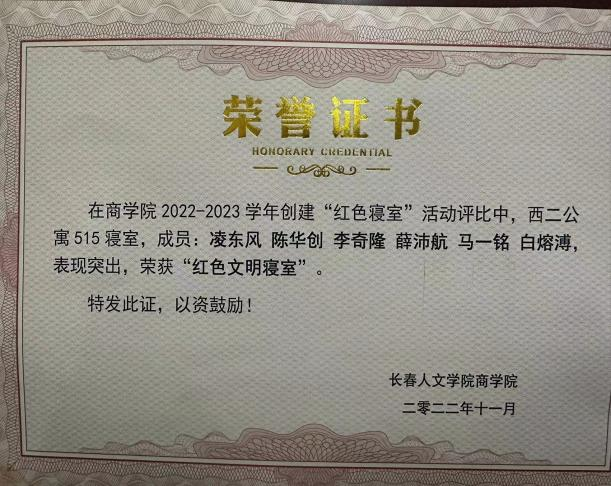 荣誉证书
HONORARY CREDENTIAL
在商学院 2022-2023 学年创建“红色寝室”活动评比中，西二公
寓 515 寝室，成员：凌东风 陈华创 李奇隆 薛沛航 马一铭 白熔溥，
表现突出，荣获“红色文明寝室”。
特发此证，以资鼓励！
长春人文学院商学院
二零二二年十一月